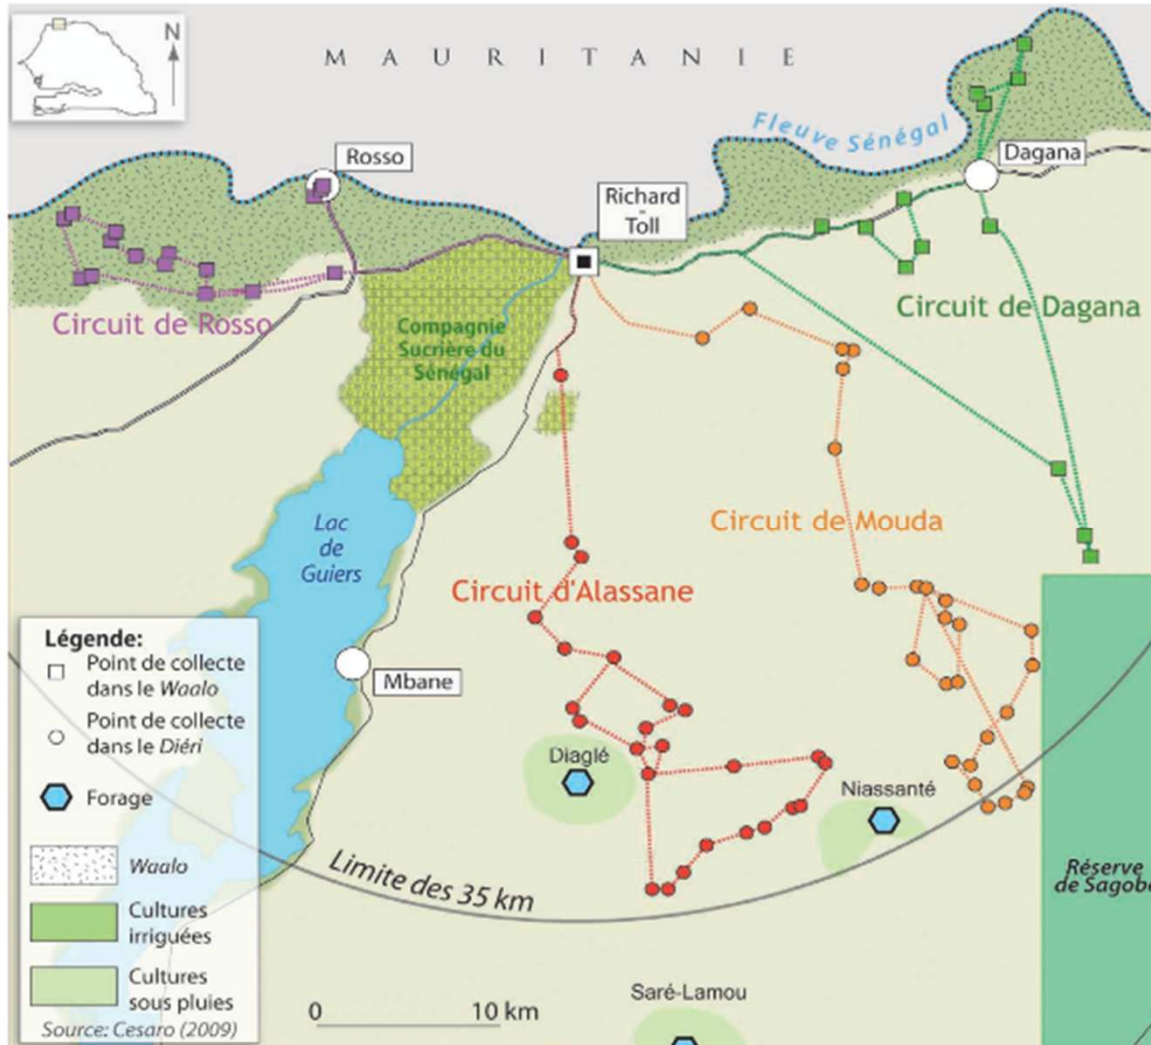 N
MAURITANIE
Fleuve Sénégal
Rosso
Dagana
Richard
-
Toll
Circuit de Rosso
Circuit de Dagana
Compagnie
Sucrière du
Sénégal
Circuit de Mouda
Lac
de
Guiers
Circuit d'Alassane
Mbane
Diaglé
Niassanté
Limite des 35 km
Réserve
de Sagobe
Saré-Lamou
Légende:
Point de collecte
dans le Waalo
Point de collecte
dans le Diéri
Forage
Waalo
Cultures
irriguées
Cultures
sous pluies
Source: Cesaro (2009)
0 10 km